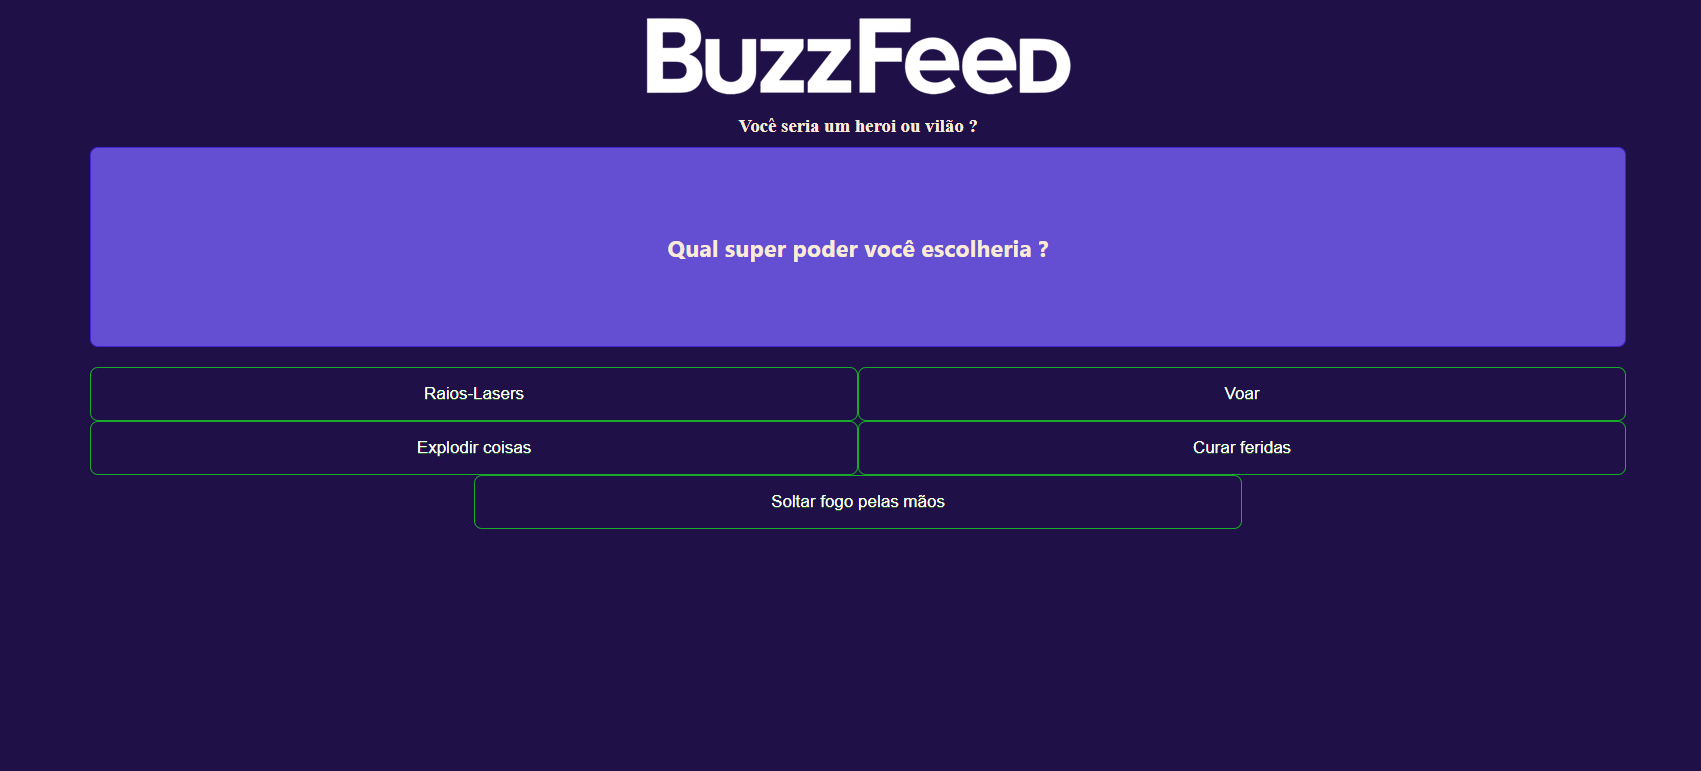 BuzzFeed
Você seria um heroi ou vilão ?
Qual super poder você escolheria ?
Raios-Lasers
Voar
Explodir coisas
Curar feridas
Soltar fogo pelas mãos